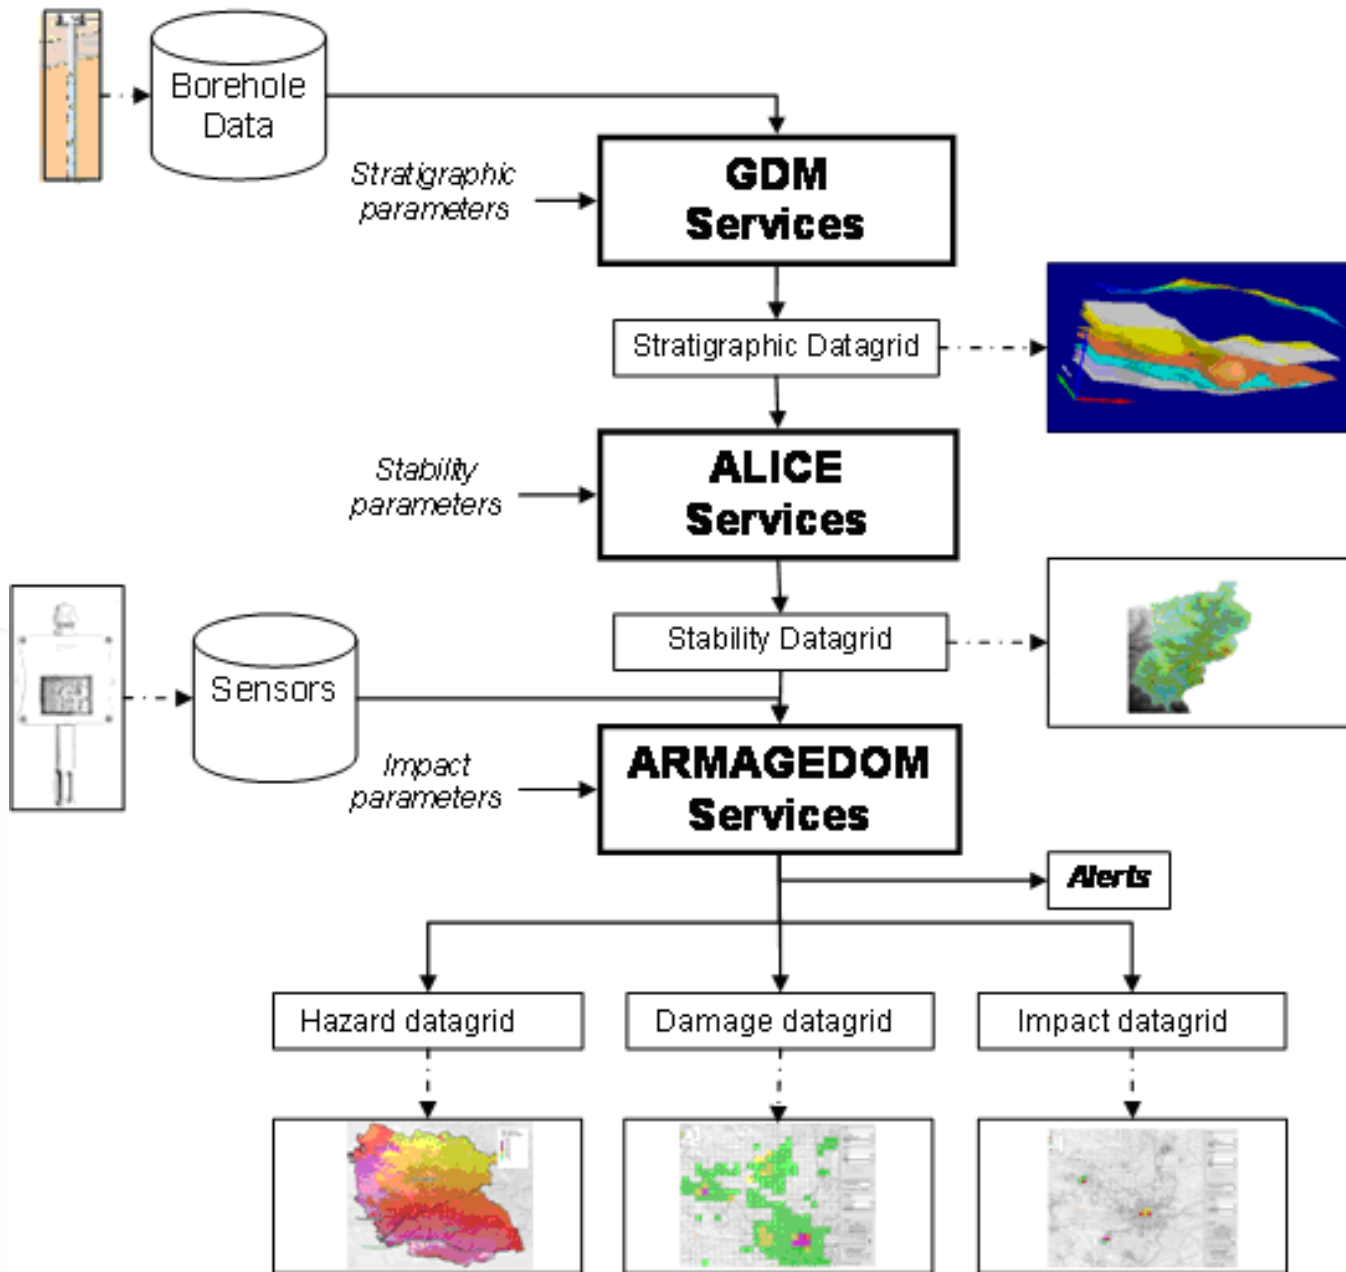 Borehole
Data
Stratigraphic
parameters
GDM
Services
Stratigraphic Datagrid
Stability
parameters
ALICE
Services
Stability Datagrid
Sensors
Impact
parameters
ARMAGEDOM
Services
Alerts
Hazard datagrid
Damage datagrid
Impact datagrid